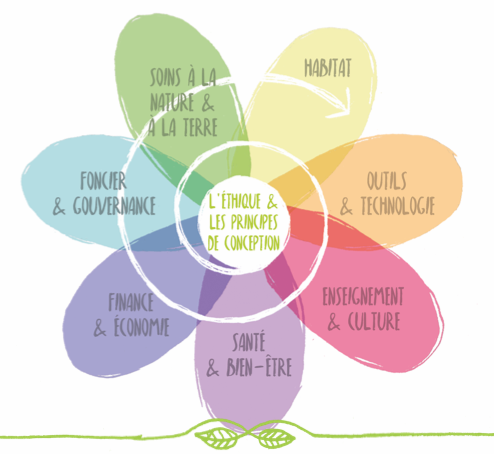 SOINS À LA
NATURE &
À LA TERRE
HABITAT
OUTILS
& TECHNOLOGIE
ENSEIGNEMENT
& CULTURE
SANTÉ
& BIEN-ÊTRE
FINANCE
& ÉCONOMIE
FONCIER
& GOUVERNANCE
L'ÉTHIQUE &
LES PRINCIPES
DE CONCEPTION